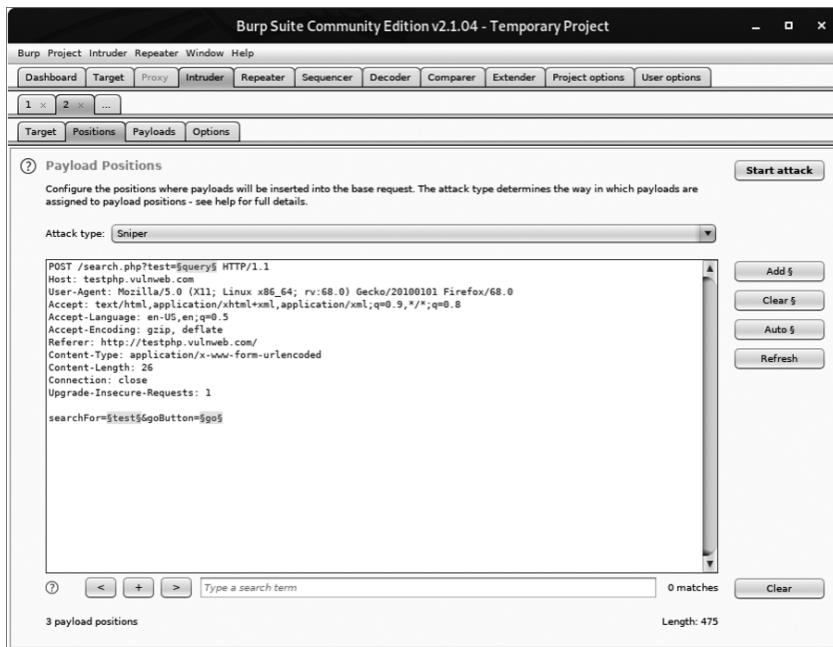 Burp Suite Community Edition v2.1.04 - Temporary Project
Burp Project Intruder Repeater Window Help
Dashboard Target Proxy Intruder Repeater Sequencer Decoder Comparer Extender Project options User options
1 × 2 × ...
Target Positions Payloads Options
? Payload Positions
Start attack
Configure the positions where payloads will be inserted into the base request. The attack type determines the way in which payloads are
assigned to payload positions - see help for full details.
Attack type: Sniper
POST /search.php?test=§query§ HTTP/1.1
Host: testphp.vulnweb.com
User-Agent: Mozilla/5.0 (X11; Linux x86_64; rv:68.0) Gecko/20100101 Firefox/68.0
Accept: text/html,application/xhtml+xml,application/xml;q=0.9,*/*;q=0.8
Accept-Language: en-US,en;q=0.5
Accept-Encoding: gzip, deflate
Referer: http://testphp.vulnweb.com/
Content-Type: application/x-www-form-urlencoded
Content-Length: 26
Connection: close
Upgrade-Insecure-Requests: 1
searchFor=§test§&goButton=§go§
Add §
Clear §
Auto §
Refresh
? < + > Type a search term 0 matches Clear
3 payload positions Length: 475